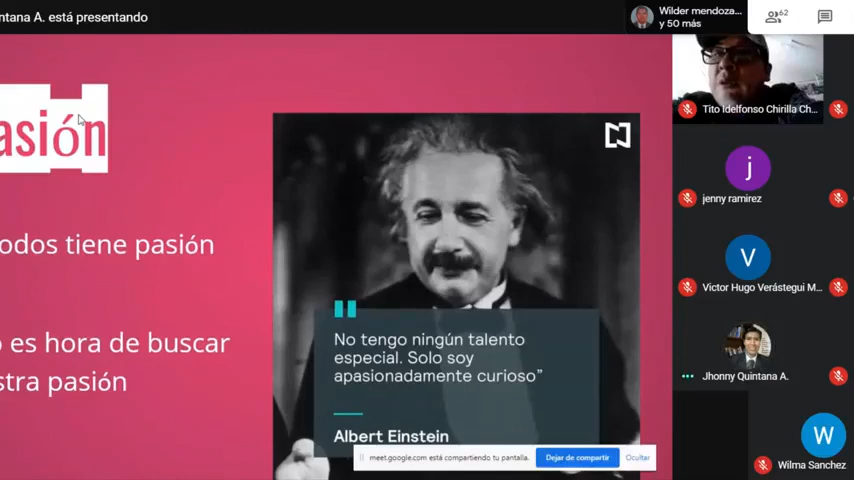 ntana A. está presentando
Wilder mendoza...
y 50 más
62
asión
odos tiene pasión
o es hora de buscar
stra pasión
No tengo ningún talento
especial. Solo soy
apasionadamente curioso”
Albert Einstein
meet.google.com está compartiendo tu pantalla.
Dejar de compartir
Ocultar
Tito Idelfonso Chirilla Ch...
j
jenny ramirez
V
Victor Hugo Verástegui M...
Jhonny Quintana A.
W
Wilma Sanchez